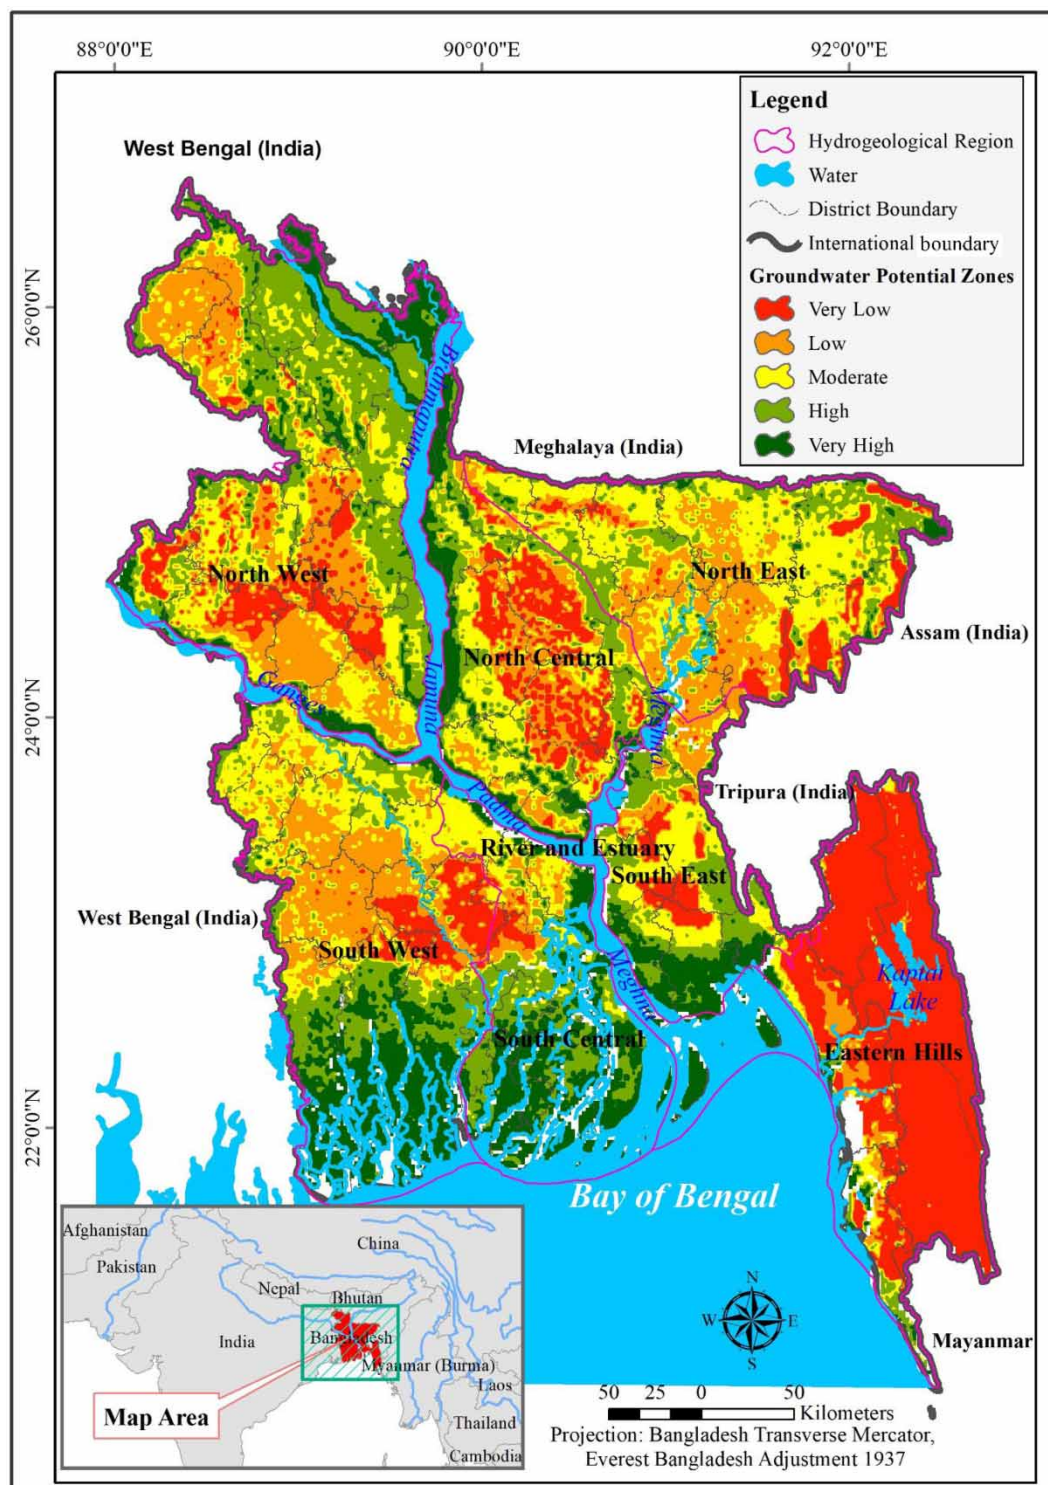 88°0'0"E
90°0'0"E
92°0'0"E
26°0'0"N
24°0'0"N
22°0'0"N
Legend
Hydrogeological Region
Water
District Boundary
International boundary
Groundwater Potential Zones
Very Low
Low
Moderate
High
Very High
West Bengal (India)
Meghalaya (India)
Brahmaputra
North West
North East
Assam (India)
North Central
Jamuna
Ganges
Meghna
Tripura (India)
Padma
River and Estuary
South East
West Bengal (India)
South West
Meghna
Kaptai
Lake
South Central
Eastern Hills
Bay of Bengal
Mayanmar
N
W
E
S
50 25 0 50
Kilometers
Projection: Bangladesh Transverse Mercator,
Everest Bangladesh Adjustment 1937
Afghanistan
Pakistan
China
Nepal
Bhutan
India
Bangladesh
Myanmar (Burma)
Laos
Thailand
Cambodia
Map Area